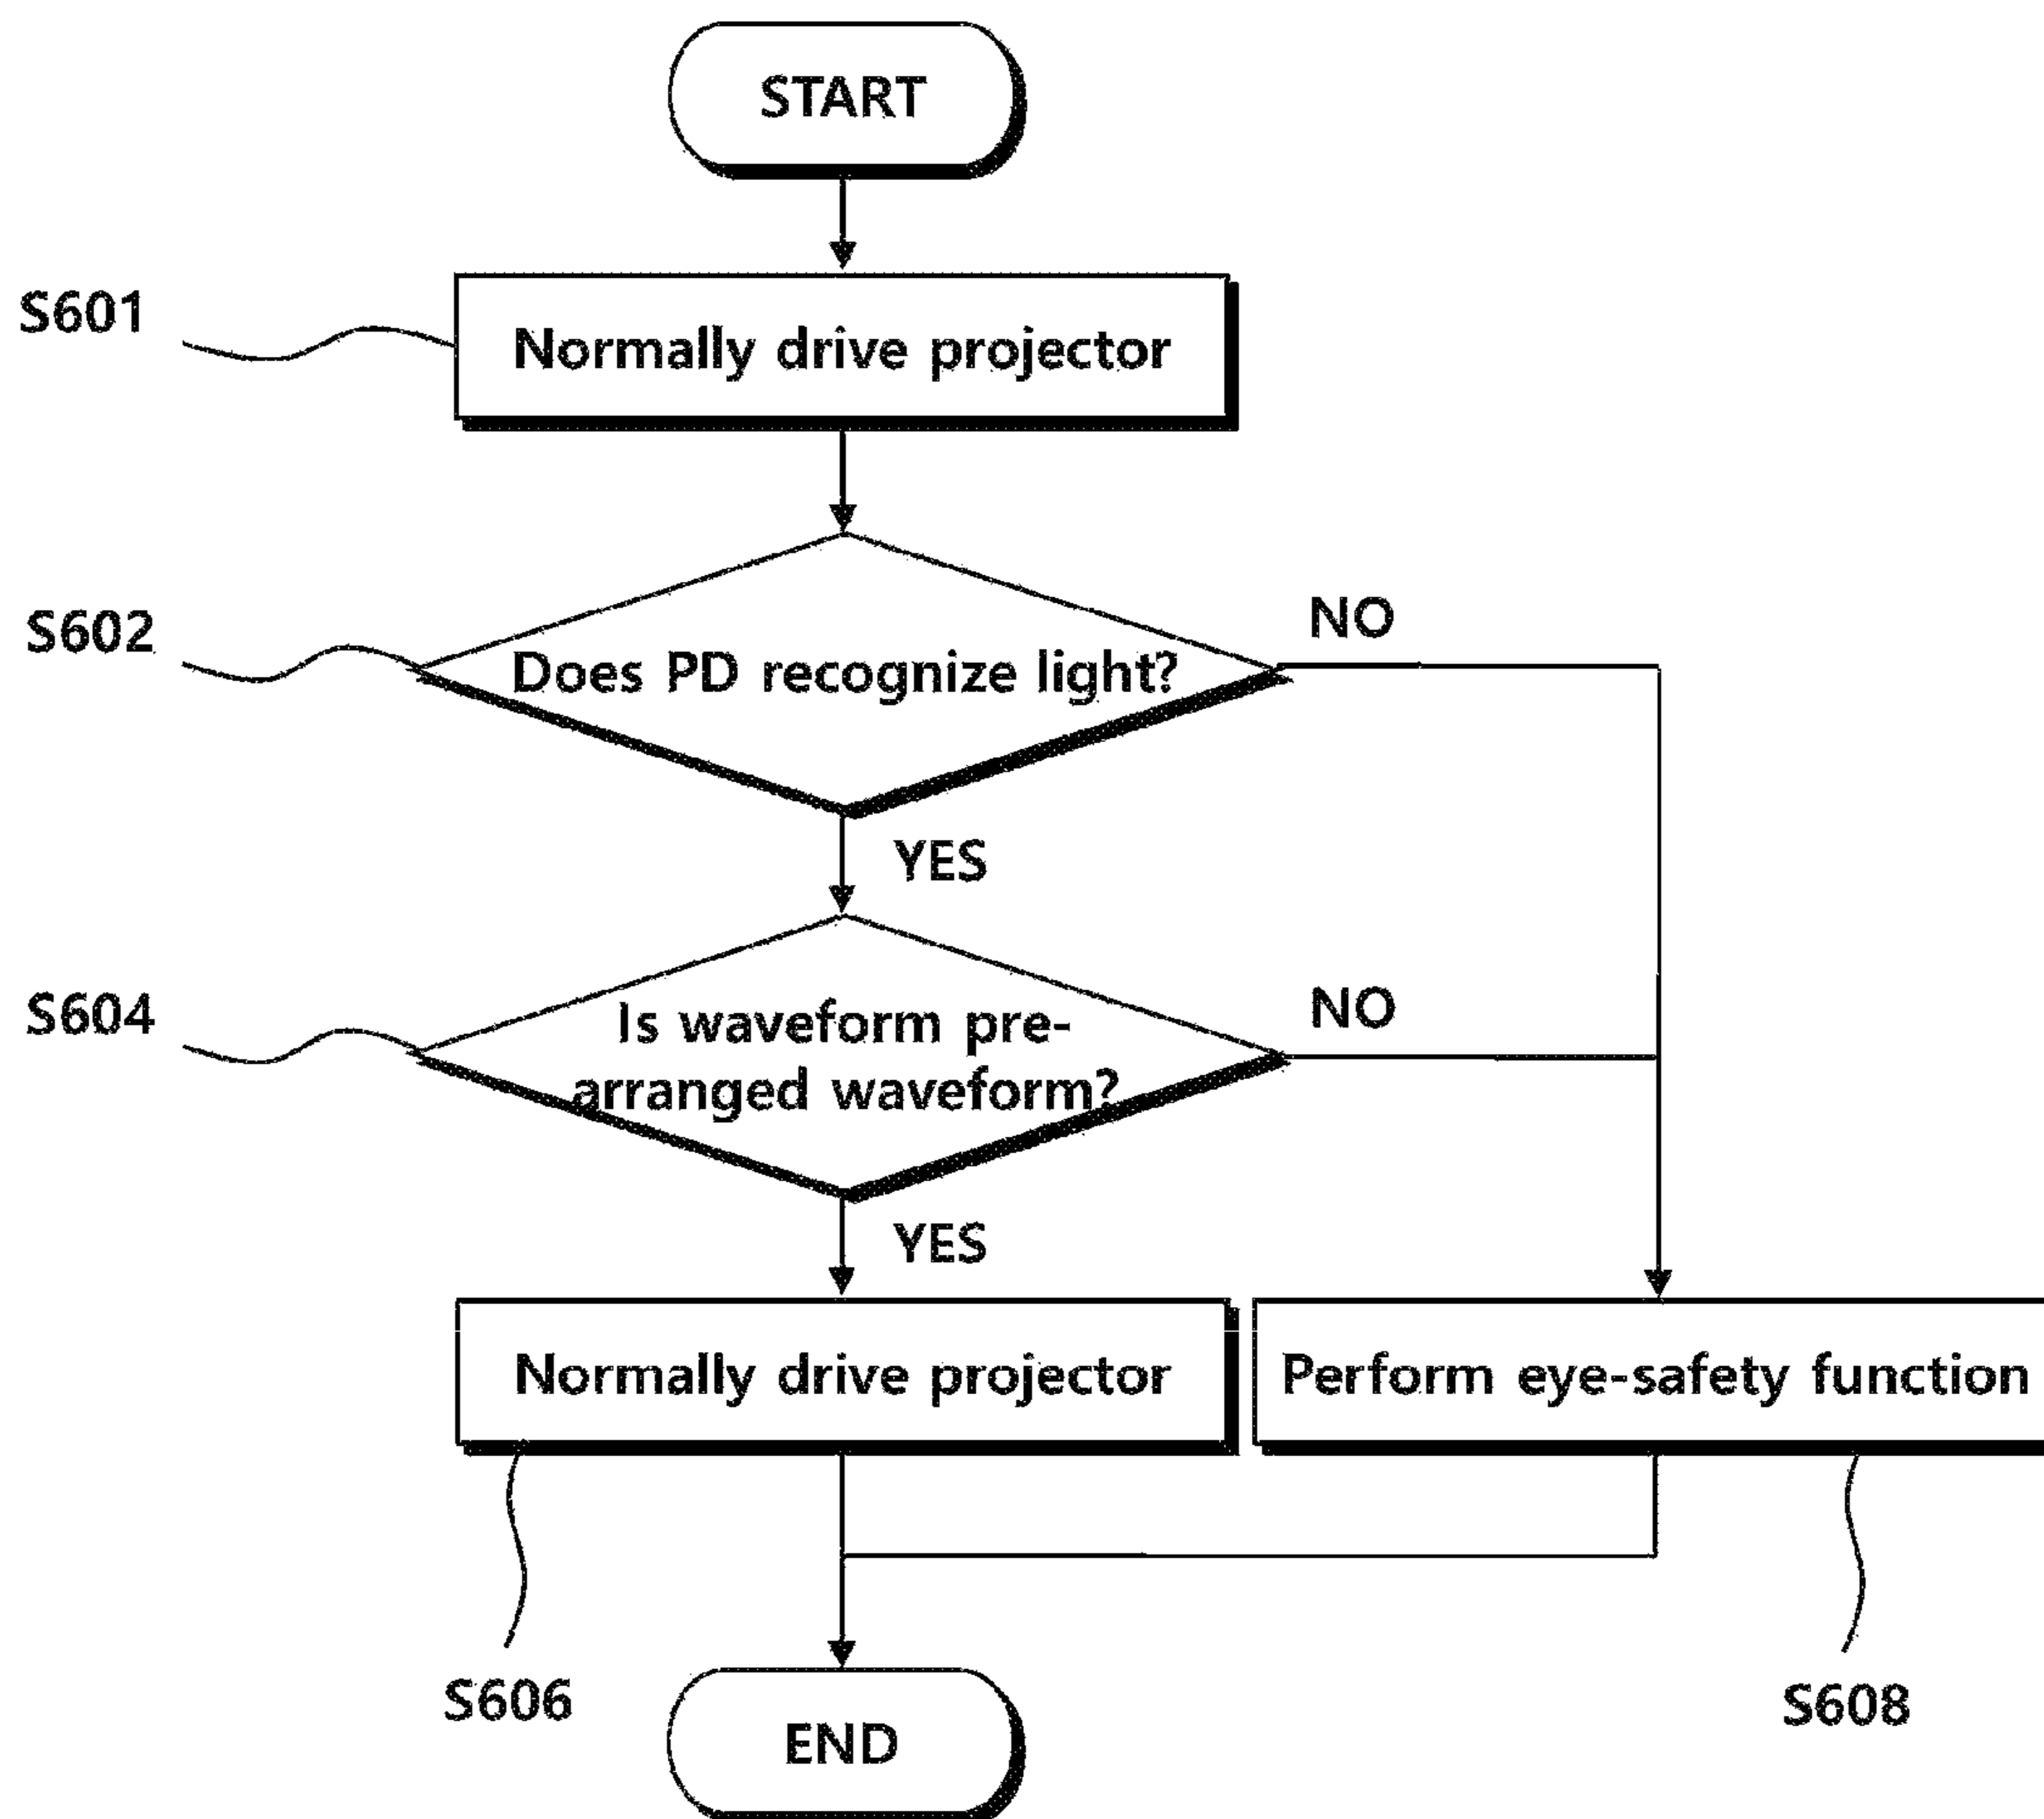 START
S601
Normally drive projector
S602
Does PD recognize light?
NO
YES
S604
Is waveform pre-
arranged waveform?
NO
YES
Normally drive projector
Perform eye-safety function
S606
S608
END